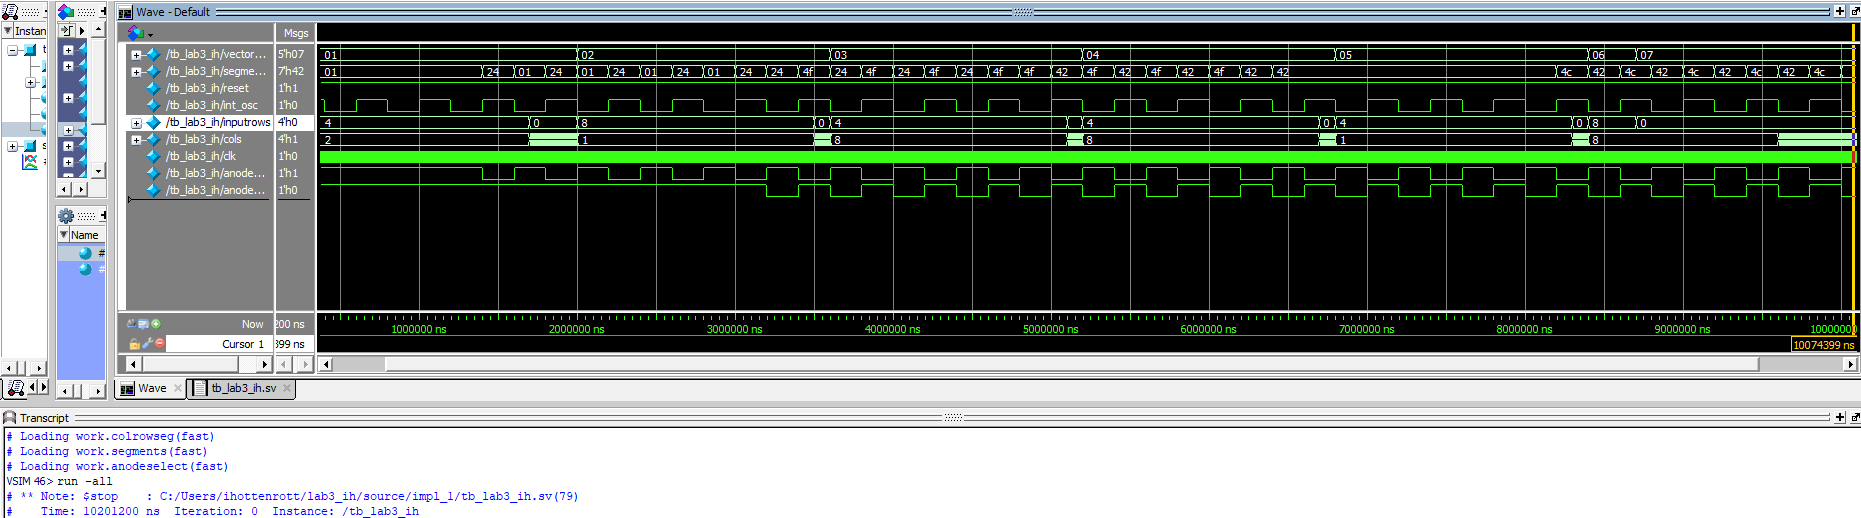 Wave - Default
Instan
t
s
#
Name
#
#
Msgs
/tb_lab3_ih/vector... 5'h07 01 02 03 04 05 06 07
/tb_lab3_ih/segme... 7'h42 01 24 01 24 01 24 01 24 01 24 24 4f 24 4f 4f 24 4f 4f 42 4f 42 4f 42 4f 42 42 4c 42 4c 42 4c 42 4c 42 4c
/tb_lab3_ih/reset 1'h1
/tb_lab3_ih/int_osc 1'h0
/tb_lab3_ih/inputrows 4'h0 4 0 8 0 4 4 0 4 0 8 0
/tb_lab3_ih/cols 4'h1 2 1 8 8 1 8
/tb_lab3_ih/clk 1'h0
/tb_lab3_ih/anode... 1'h1
/tb_lab3_ih/anode... 1'h0
Now 200 ns 1000000 ns 2000000 ns 3000000 ns 4000000 ns 5000000 ns 6000000 ns 7000000 ns 8000000 ns 9000000 ns 10000000
Cursor 1 399 ns 10074399 ns
Wave tb_lab3_ih.sv
Transcript
# Loading work.colrowseg(fast)
# Loading work.segments(fast)
# Loading work.anodeselect(fast)
VSIM 46> run -all
# ** Note: $stop : C:/Users/ihottenrott/lab3_ih/source/impl_1/tb_lab3_ih.sv(79)
# Time: 10201200 ns Iteration: 0 Instance: /tb_lab3_ih